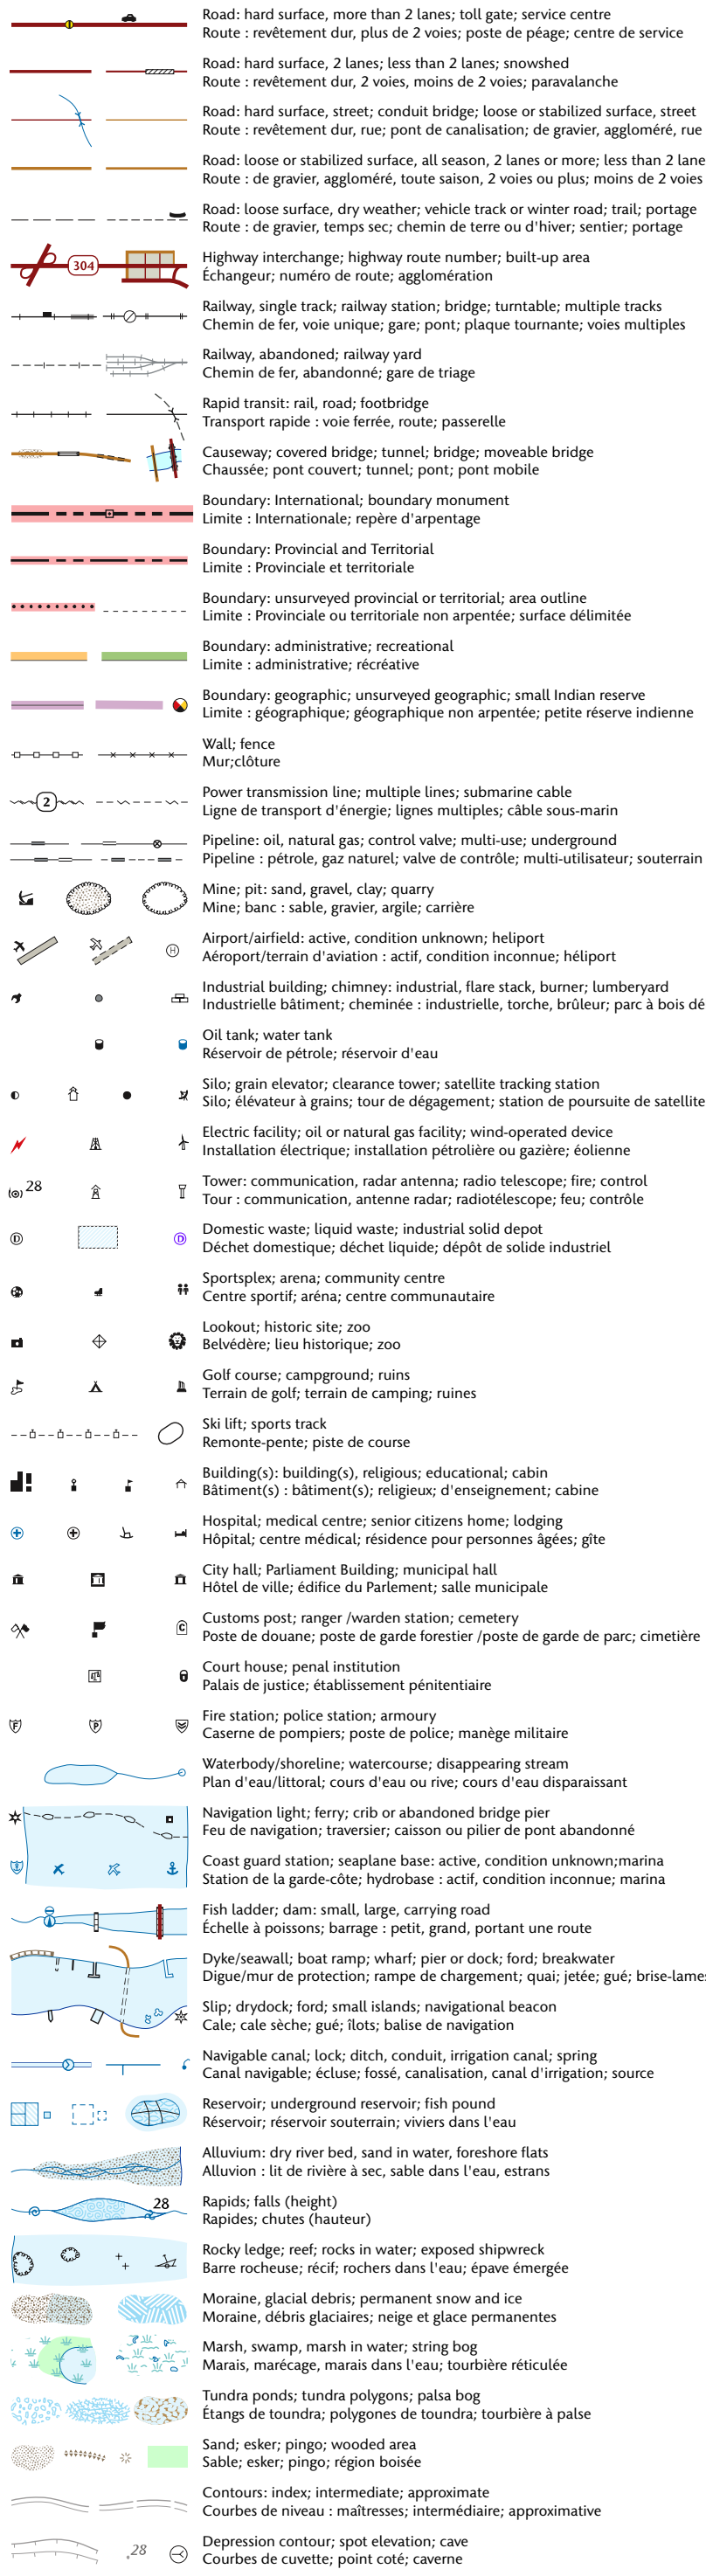 Road: hard surface, more than 2 lanes; toll gate; service centre
Route : revêtement dur, plus de 2 voies; poste de péage; centre de service
Road: hard surface, 2 lanes; less than 2 lanes; snowshed
Route : revêtement dur, 2 voies, moins de 2 voies; paravalanche
Road: hard surface, street; conduit bridge; loose or stabilized surface, street
Route : revêtement dur, rue; pont de canalisation; de gravier, aggloméré, rue
Road: loose or stabilized surface, all season, 2 lanes or more; less than 2 lane
Route : de gravier, aggloméré, toute saison, 2 voies ou plus; moins de 2 voies
Road: loose surface, dry weather; vehicle track or winter road; trail; portage
Route : de gravier, temps sec; chemin de terre ou d'hiver; sentier; portage
304
Highway interchange; highway route number; built-up area
Échangeur; numéro de route; agglomération
Railway, single track; railway station; bridge; turntable; multiple tracks
Chemin de fer, voie unique; gare; pont; plaque tournante; voies multiples
Railway, abandoned; railway yard
Chemin de fer, abandonné; gare de triage
Rapid transit: rail, road; footbridge
Transport rapide : voie ferrée, route; passerelle
Causeway; covered bridge; tunnel; bridge; moveable bridge
Chaussée; pont couvert; tunnel; pont; pont mobile
Boundary: International; boundary monument
Limite : Internationale; repère d'arpentage
Boundary: Provincial and Territorial
Limite : Provinciale et territoriale
Boundary: unsurveyed provincial or territorial; area outline
Limite : Provinciale ou territoriale non arpentée; surface délimitée
Boundary: administrative; recreational
Limite : administrative; récréative
Boundary: geographic; unsurveyed geographic; small Indian reserve
Limite : géographique; géographique non arpentée; petite réserve indienne
Wall; fence
Mur;clôture
2
Power transmission line; multiple lines; submarine cable
Ligne de transport d'énergie; lignes multiples; câble sous-marin
Pipeline: oil, natural gas; control valve; multi-use; underground
Pipeline : pétrole, gaz naturel; valve de contrôle; multi-utilisateur; souterrain
Mine; pit: sand, gravel, clay; quarry
Mine; banc : sable, gravier, argile; carrière
H
Airport/airfield: active, condition unknown; heliport
Aéroport/terrain d'aviation : actif, condition inconnue; héliport
Industrial building; chimney: industrial, flare stack, burner; lumberyard
Industrielle bâtiment; cheminée : industrielle, torche, brûleur; parc à bois dé
Oil tank; water tank
Réservoir de pétrole; réservoir d'eau
Silo; grain elevator; clearance tower; satellite tracking station
Silo; élévateur à grains; tour de dégagement; station de poursuite de satellite
Electric facility; oil or natural gas facility; wind-operated device
Installation électrique; installation pétrolière ou gazière; éolienne
28
Tower: communication, radar antenna; radio telescope; fire; control
Tour : communication, antenne radar; radiotélescope; feu; contrôle
D D
Domestic waste; liquid waste; industrial solid depot
Déchet domestique; déchet liquide; dépôt de solide industriel
Sportsplex; arena; community centre
Centre sportif; aréna; centre communautaire
Lookout; historic site; zoo
Belvédère; lieu historique; zoo
Golf course; campground; ruins
Terrain de golf; terrain de camping; ruines
Ski lift; sports track
Remonte-pente; piste de course
Building(s): building(s), religious; educational; cabin
Bâtiment(s) : bâtiment(s); religieux; d'enseignement; cabine
Hospital; medical centre; senior citizens home; lodging
Hôpital; centre médical; résidence pour personnes âgées; gîte
City hall; Parliament Building; municipal hall
Hôtel de ville; édifice du Parlement; salle municipale
C
Customs post; ranger /warden station; cemetery
Poste de douane; poste de garde forestier /poste de garde de parc; cimetière
Court house; penal institution
Palais de justice; établissement pénitentiaire
F P
Fire station; police station; armoury
Caserne de pompiers; poste de police; manège militaire
Waterbody/shoreline; watercourse; disappearing stream
Plan d'eau/littoral; cours d'eau ou rive; cours d'eau disparaissant
Navigation light; ferry; crib or abandoned bridge pier
Feu de navigation; traversier; caisson ou pilier de pont abandonné
Coast guard station; seaplane base: active, condition unknown;marina
Station de la garde-côte; hydrobase : actif, condition inconnue; marina
Fish ladder; dam: small, large, carrying road
Échelle à poissons; barrage : petit, grand, portant une route
Dyke/seawall; boat ramp; wharf; pier or dock; ford; breakwater
Digue/mur de protection; rampe de chargement; quai; jetée; gué; brise-lames
Slip; drydock; ford; small islands; navigational beacon
Cale; cale sèche; gué; îlots; balise de navigation
Navigable canal; lock; ditch, conduit, irrigation canal; spring
Canal navigable; écluse; fossé, canalisation, canal d'irrigation; source
Reservoir; underground reservoir; fish pound
Réservoir; réservoir souterrain; viviers dans l'eau
Alluvium: dry river bed, sand in water, foreshore flats
Alluvion : lit de rivière à sec, sable dans l'eau, estrans
28
Rapids; falls (height)
Rapides; chutes (hauteur)
Rocky ledge; reef; rocks in water; exposed shipwreck
Barre rocheuse; récif; rochers dans l'eau; épave émergée
Moraine, glacial debris; permanent snow and ice
Moraine, débris glaciaires; neige et glace permanentes
Marsh, swamp, marsh in water; string bog
Marais, marécage, marais dans l'eau; tourbière réticulée
Tundra ponds; tundra polygons; palsa bog
Étangs de toundra; polygones de toundra; tourbière à palse
Sand; esker; pingo; wooded area
Sable; esker; pingo; région boisée
Contours: index; intermediate; approximate
Courbes de niveau : maîtresses; intermédiaire; approximative
.28
Depression contour; spot elevation; cave
Courbes de cuvette; point coté; caverne